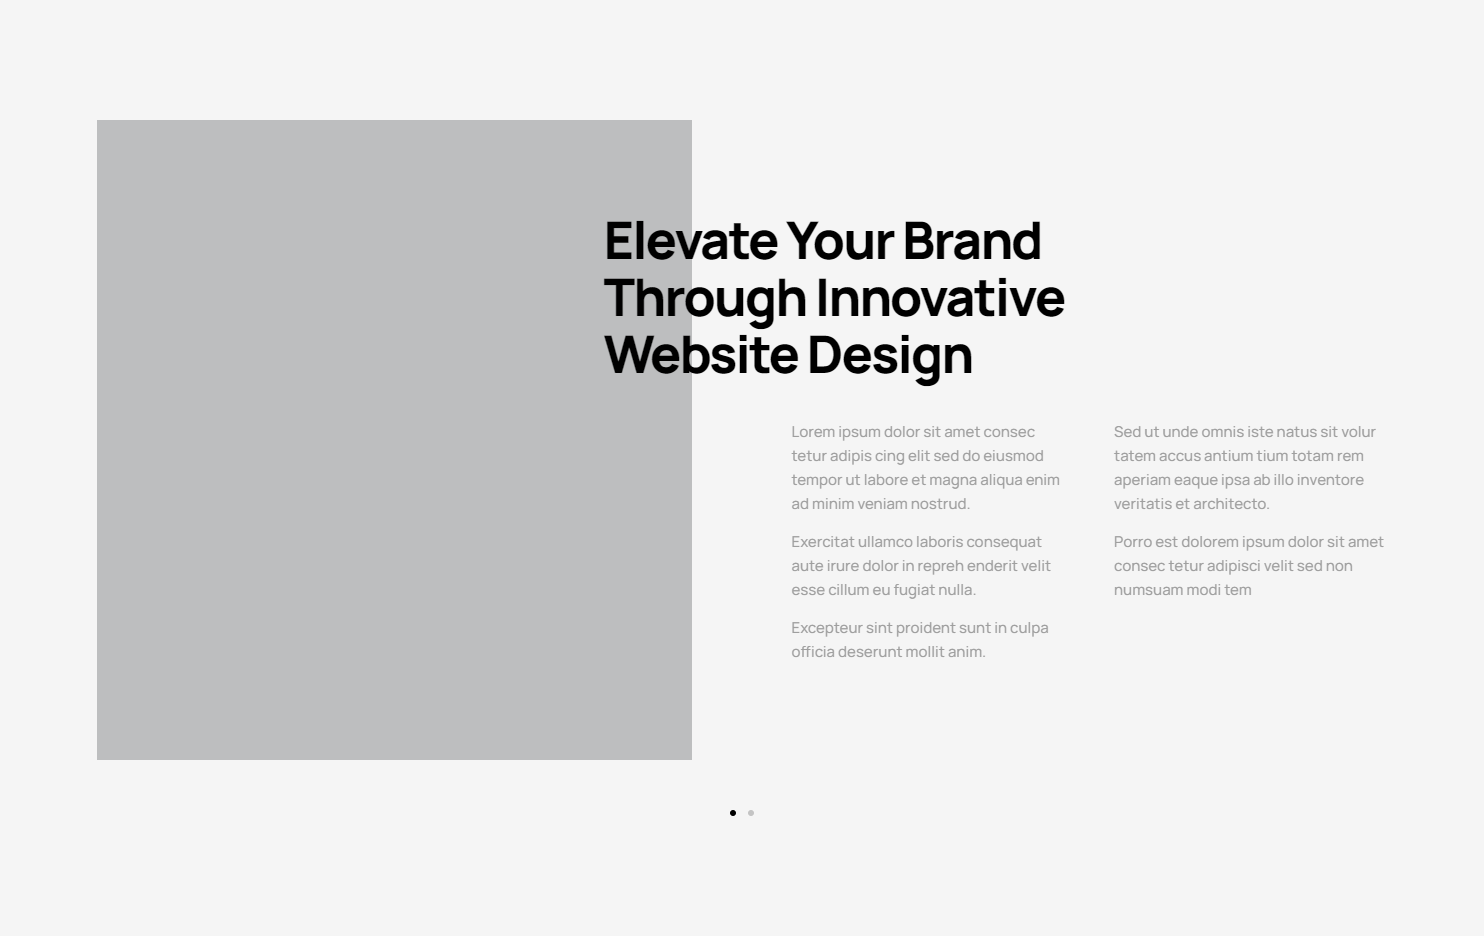 Elevate Your Brand
Through Innovative
Website Design
Lorem ipsum dolor sit amet consec
tetur adipis cing elit sed do eiusmod
tempor ut labore et magna aliqua enim
ad minim veniam nostrud.
Exercitat ullamco laboris consequat
aute irure dolor in repreh enderit velit
esse cillum eu fugiat nulla.
Excepteur sint proident sunt in culpa
officia deserunt mollit anim.
Sed ut unde omnis iste natus sit volur
tatem accus antium tium totam rem
aperiam eaque ipsa ab illo inventore
veritatis et architecto.
Porro est dolorem ipsum dolor sit amet
consec tetur adipisci velit sed non
numsuam modi tem